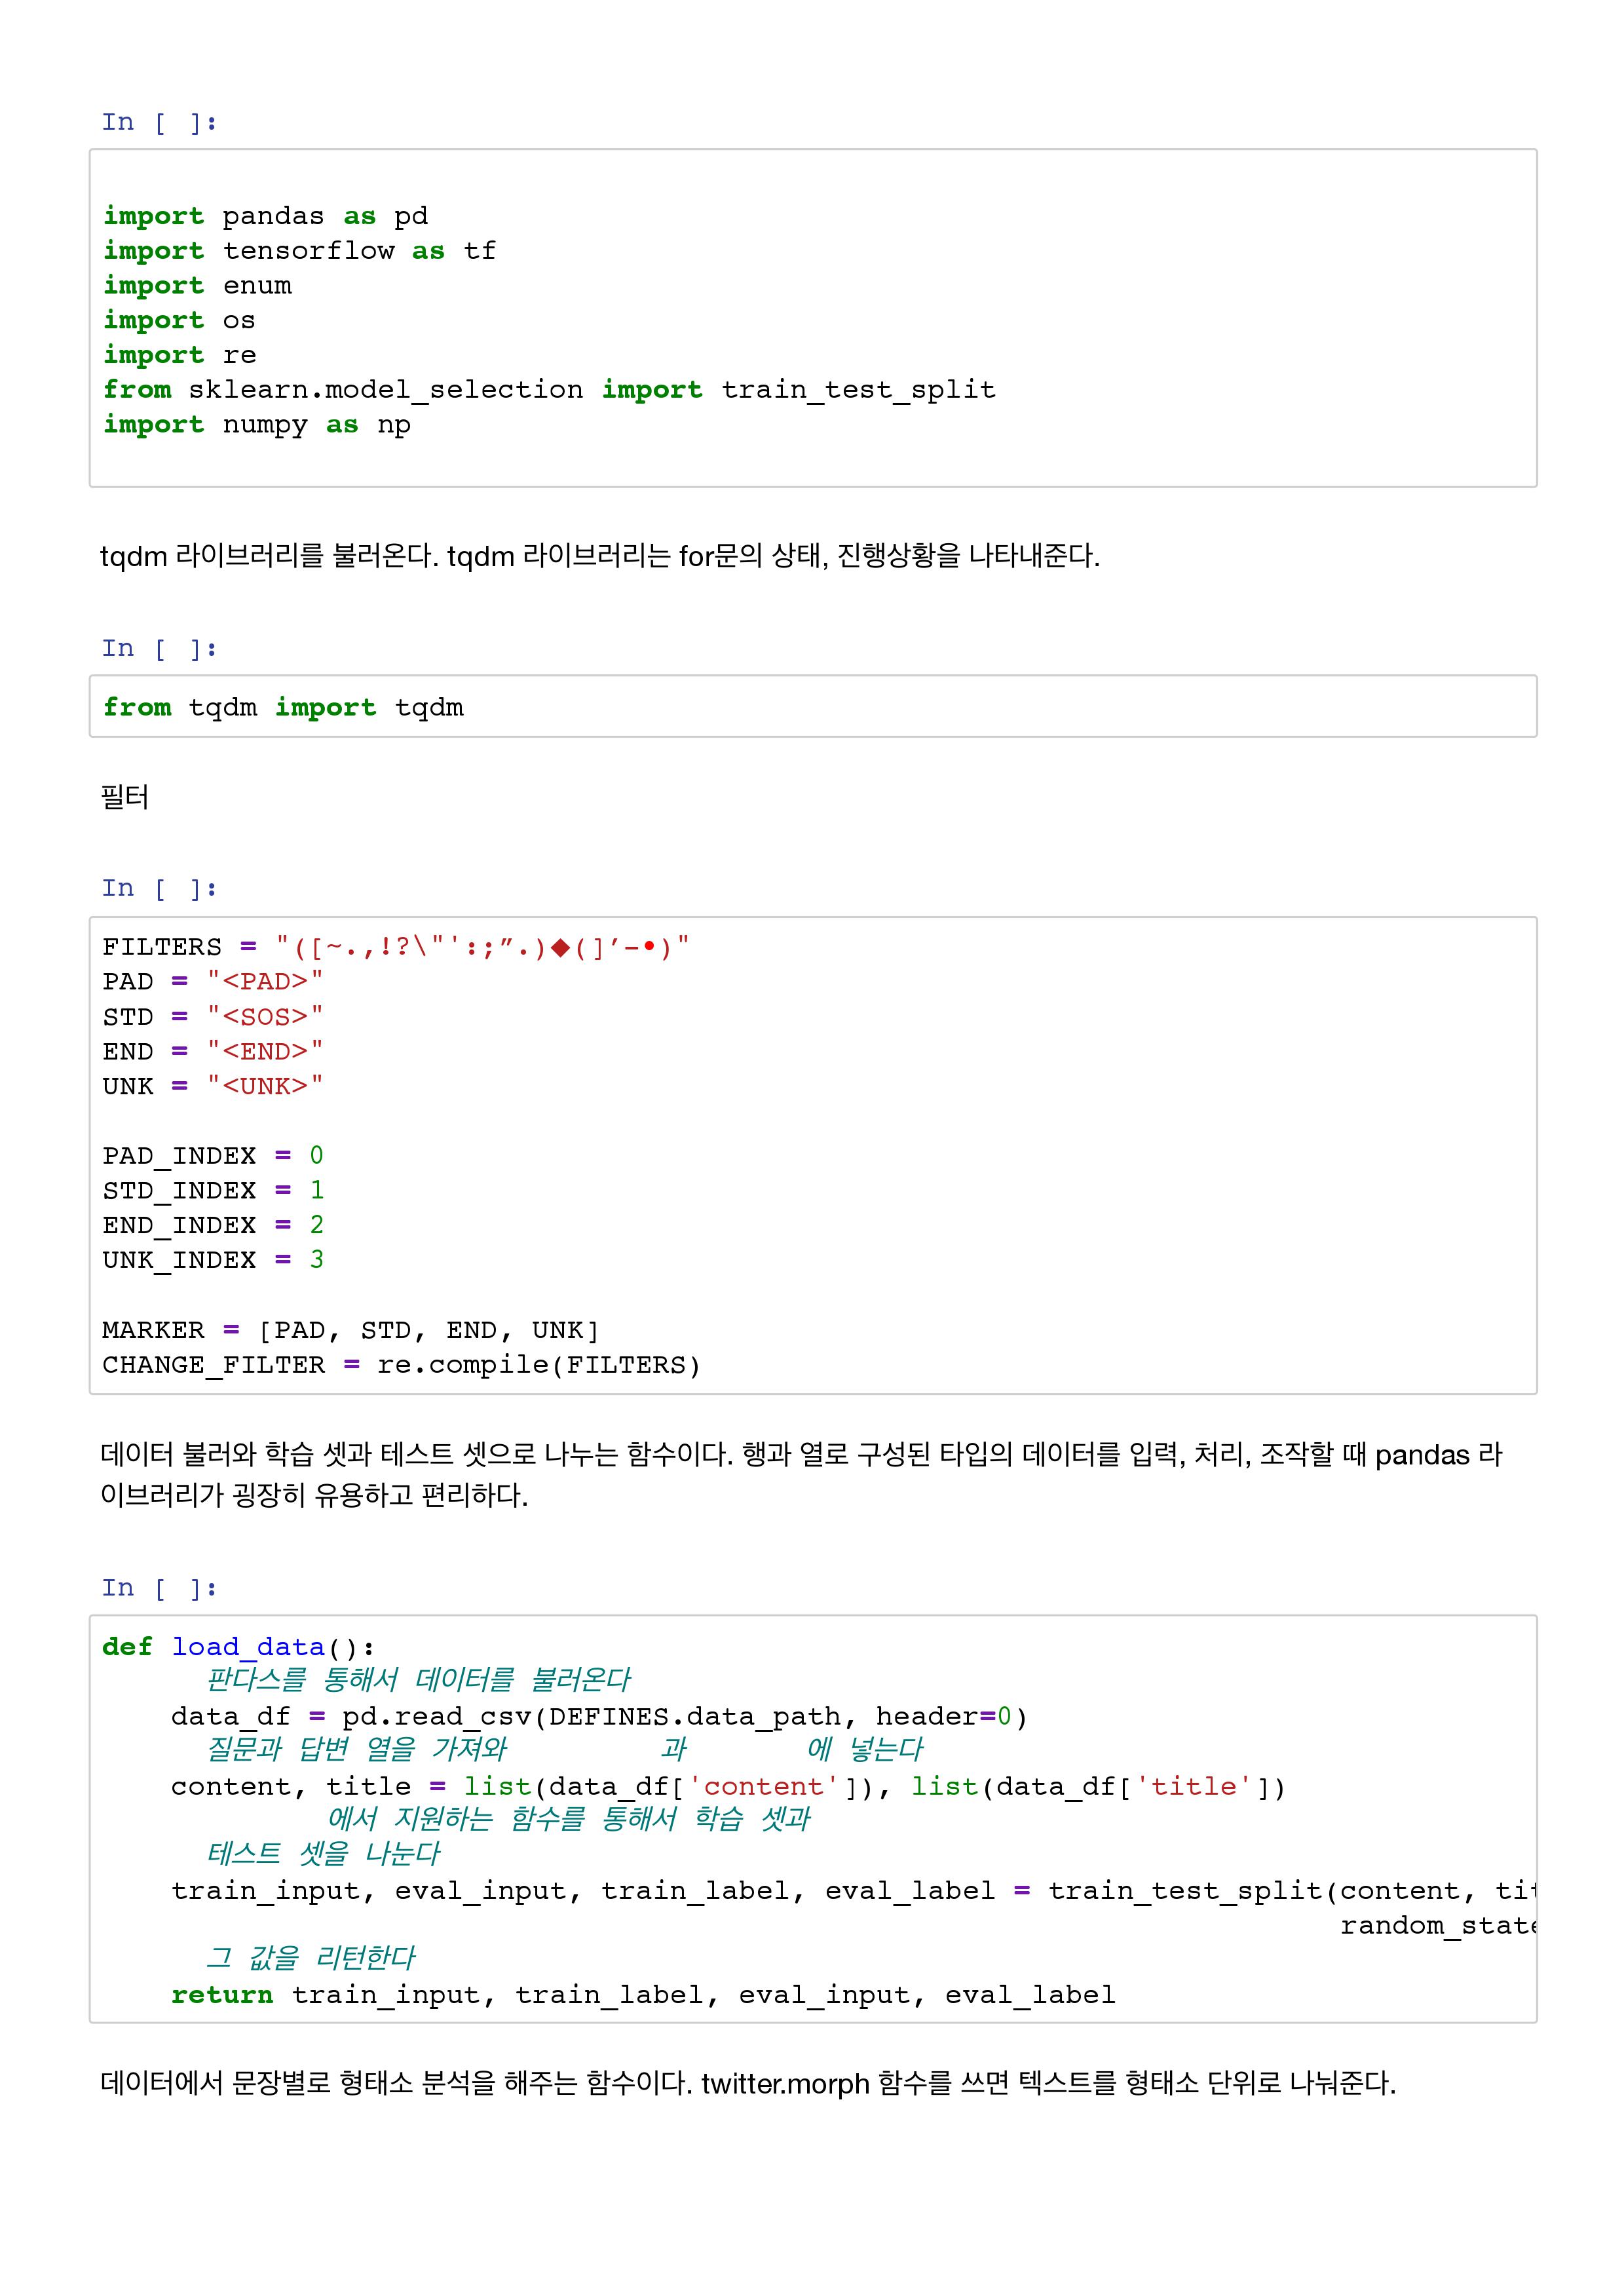 In [ ]:
import pandas as pd
import tensorflow as tf
import enum
import os
import re
from sklearn.model_selection import train_test_split
import numpy as np
tqdm 라이브러리를 불러온다. tqdm 라이브러리는 for문의 상태, 진행상황을 나타내준다.
In [ ]:
from tqdm import tqdm
필터
In [ ]:
FILTERS = "([~.,!?\"':;”.)◆(]’-•)"
PAD = "<PAD>"
STD = "<SOS>"
END = "<END>"
UNK = "<UNK>"
PAD_INDEX = 0
STD_INDEX = 1
END_INDEX = 2
UNK_INDEX = 3
MARKER = [PAD, STD, END, UNK]
CHANGE_FILTER = re.compile(FILTERS)
데이터 불러와 학습 셋과 테스트 셋으로 나누는 함수이다. 행과 열로 구성된 타입의 데이터를 입력, 처리, 조작할 때 pandas 라
이브러리가 굉장히 유용하고 편리하다.
In [ ]:
def load_data():
판다스를 통해서 데이터를 불러온다
data_df = pd.read_csv(DEFINES.data_path, header=0)
질문과 답변 열을 가져와 과 에 넣는다
content, title = list(data_df['content']), list(data_df['title'])
에서 지원하는 함수를 통해서 학습 셋과
테스트 셋을 나눈다
train_input, eval_input, train_label, eval_label = train_test_split(content, tit
random_state
그 값을 리턴한다
return train_input, train_label, eval_input, eval_label
데이터에서 문장별로 형태소 분석을 해주는 함수이다. twitter.morph 함수를 쓰면 텍스트를 형태소 단위로 나눠준다.